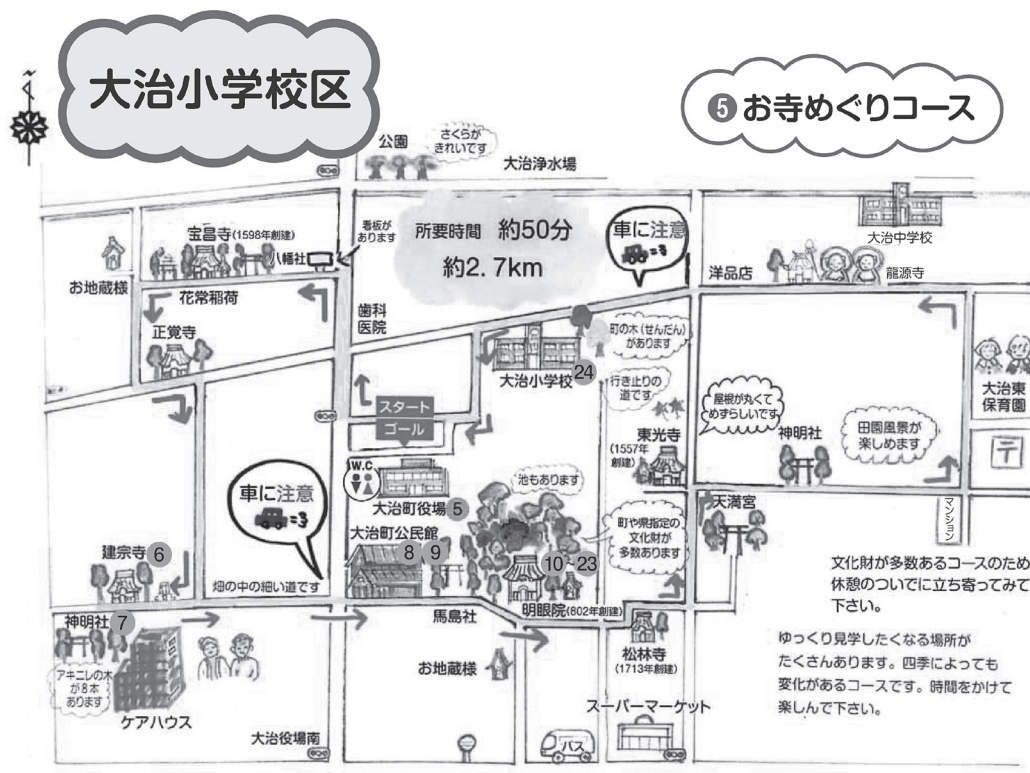 大治小学校区
❺お寺めぐりコース
公園
さくらが
きれいです
大治浄水場
所要時間 約50分
約2.7km
車に注意
大治中学校
洋品店
龍源寺
宝昌寺(1598年創建)
八幡社
看板が
あります
お地蔵様
花常稲荷
正覚寺
歯科
医院
町の木(せんだん)
があります
大治小学校 24
行き止りの
道です
スタート
ゴール
屋根が丸くて
めずらしいです
田園風景が
楽しめます
大治東
保育園
〒
東光寺
(1557年
創建)
神明社
W.C
大治町役場 5
池もあります
車に注意
大治町公民館
8 9
10~23
町や県指定の
文化財が
多数あります
天満宮
マンション
建宗寺 6
畑の中の細い道です
神明社 7
馬島社
明眼院(802年創建)
松林寺
(1713年創建)
お地蔵様
アキニレの木
が8本
あります
ケアハウス
大治役場南
スーパーマーケット
バス
文化財が多数あるコースのため
休憩のついでに立ち寄ってみて
下さい。
ゆっくり見学したくなる場所が
たくさんあります。四季によっても
変化があるコースです。時間をかけて
楽しんで下さい。